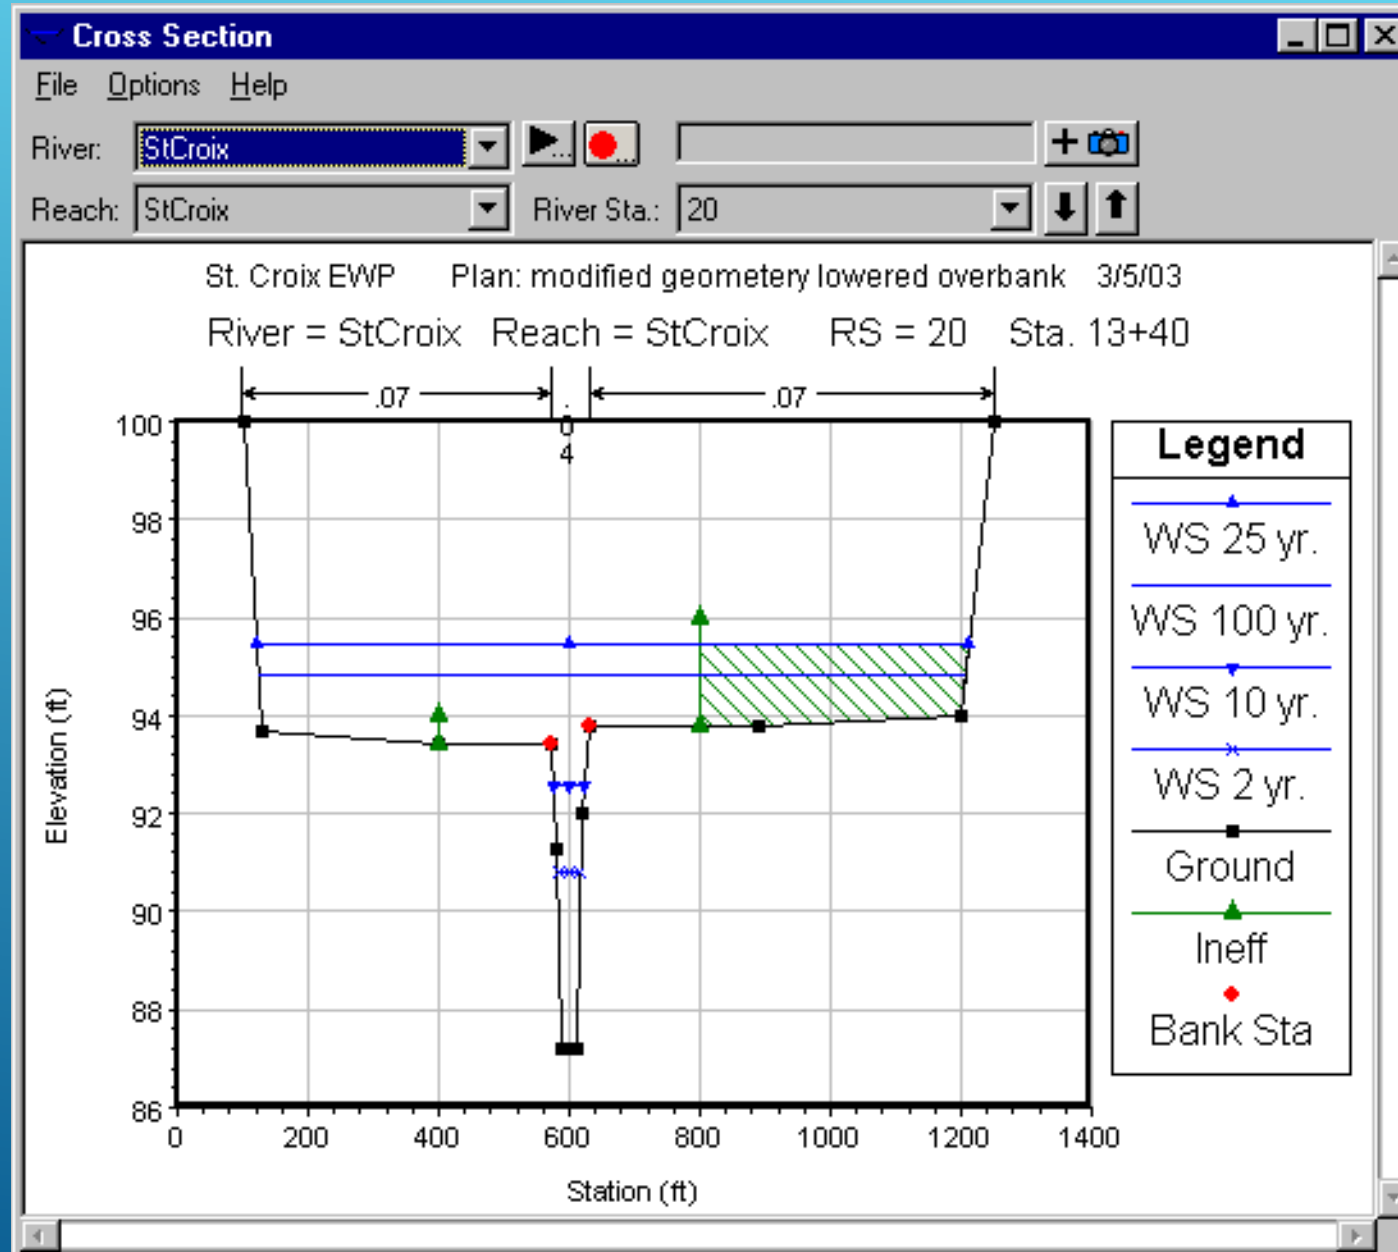 Cross Section
File Options Help
River: StCroix
Reach: StCroix River Sta.: 20
St. Croix EWP Plan: modified geometery lowered overbank 3/5/03
River = StCroix Reach = StCroix RS = 20 Sta. 13+40
.07 .04 .07
Elevation (ft)
100
98
96
94
92
90
88
86
0 200 400 600 800 1000 1200 1400
Station (ft)
Legend
WS 25 yr.
WS 100 yr.
WS 10 yr.
WS 2 yr.
Ground
Ineff
Bank Sta